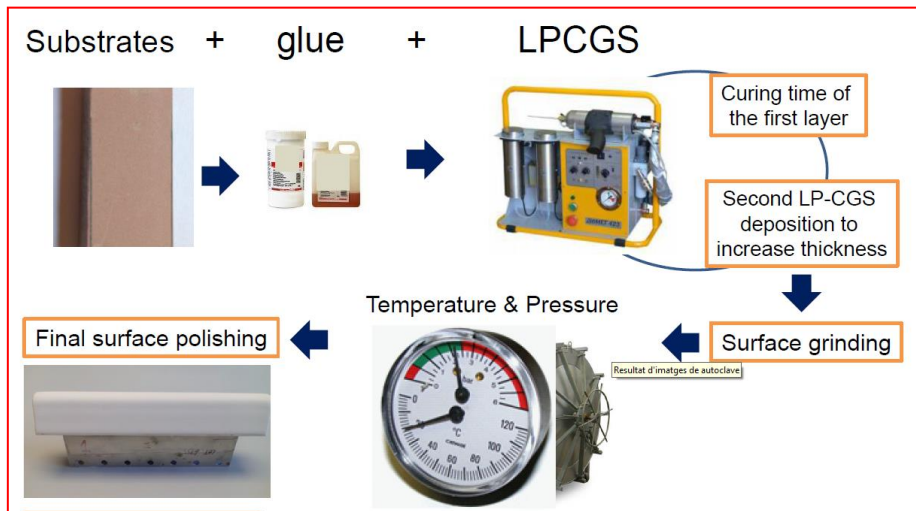 Substrates + glue + LPCGS
Curing time of
the first layer
Second LP-CGS
deposition to
increase thickness
Temperature & Pressure
Final surface polishing
Surface grinding
Resultat d'imatges de autoclave
bar
°C
0
20
40
60
80
100
120